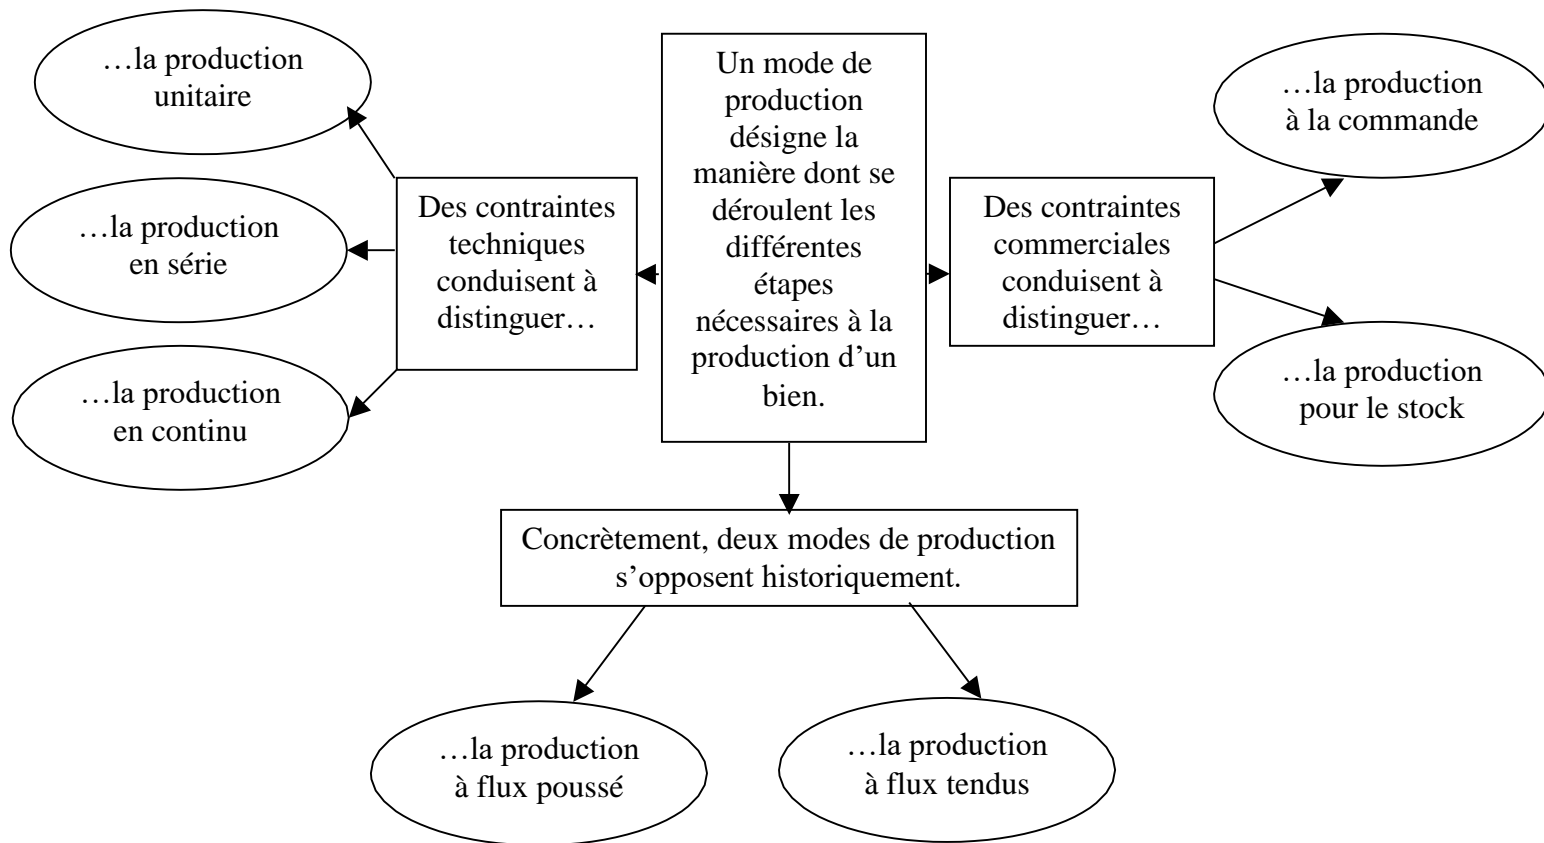 …la production
unitaire
…la production
en série
…la production
en continu
Des contraintes
techniques
conduisent à
distinguer…
Un mode de
production
désigne la
manière dont se
déroulent les
différentes
étapes
nécessaires à la
production d’un
bien.
Des contraintes
commerciales
conduisent à
distinguer…
…la production
à la commande
…la production
pour le stock
Concrètement, deux modes de production
s’opposent historiquement.
…la production
à flux poussé
…la production
à flux tendus